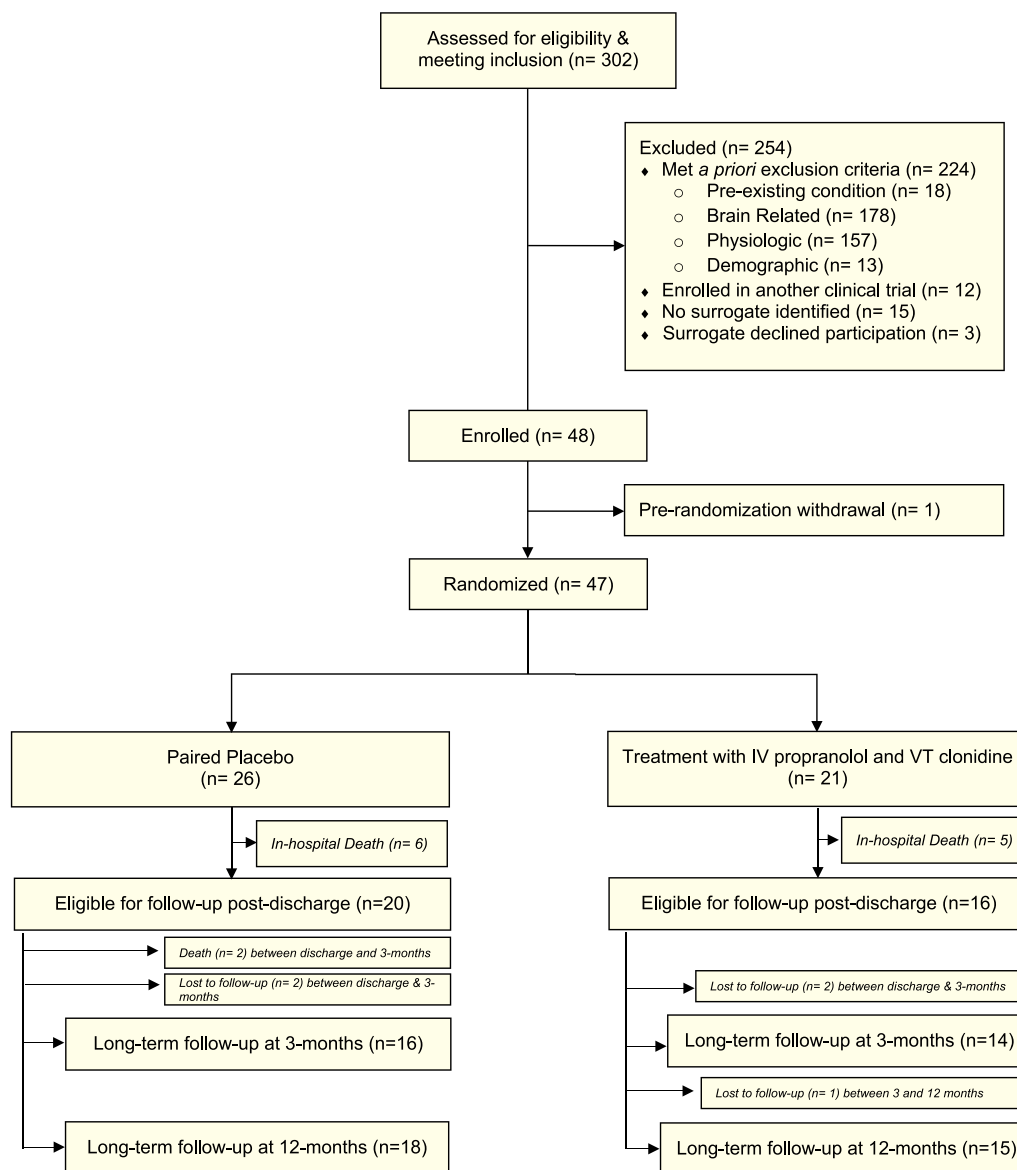 Assessed for eligibility &
meeting inclusion (n= 302)
Excluded (n= 254)
♦ Met a priori exclusion criteria (n= 224)
○ Pre-existing condition (n= 18)
○ Brain Related (n= 178)
○ Physiologic (n= 157)
○ Demographic (n= 13)
♦ Enrolled in another clinical trial (n= 12)
♦ No surrogate identified (n= 15)
♦ Surrogate declined participation (n= 3)
Enrolled (n= 48)
Pre-randomization withdrawal (n= 1)
Randomized (n= 47)
Paired Placebo
(n= 26)
In-hospital Death (n= 6)
Eligible for follow-up post-discharge (n=20)
Death (n= 2) between discharge and 3-months
Lost to follow-up (n= 2) between discharge & 3-
months
Long-term follow-up at 3-months (n=16)
Long-term follow-up at 12-months (n=18)
Treatment with IV propranolol and VT clonidine
(n= 21)
In-hospital Death (n= 5)
Eligible for follow-up post-discharge (n=16)
Lost to follow-up (n= 2) between discharge & 3-months
Long-term follow-up at 3-months (n=14)
Lost to follow-up (n= 1) between 3 and 12 months
Long-term follow-up at 12-months (n=15)